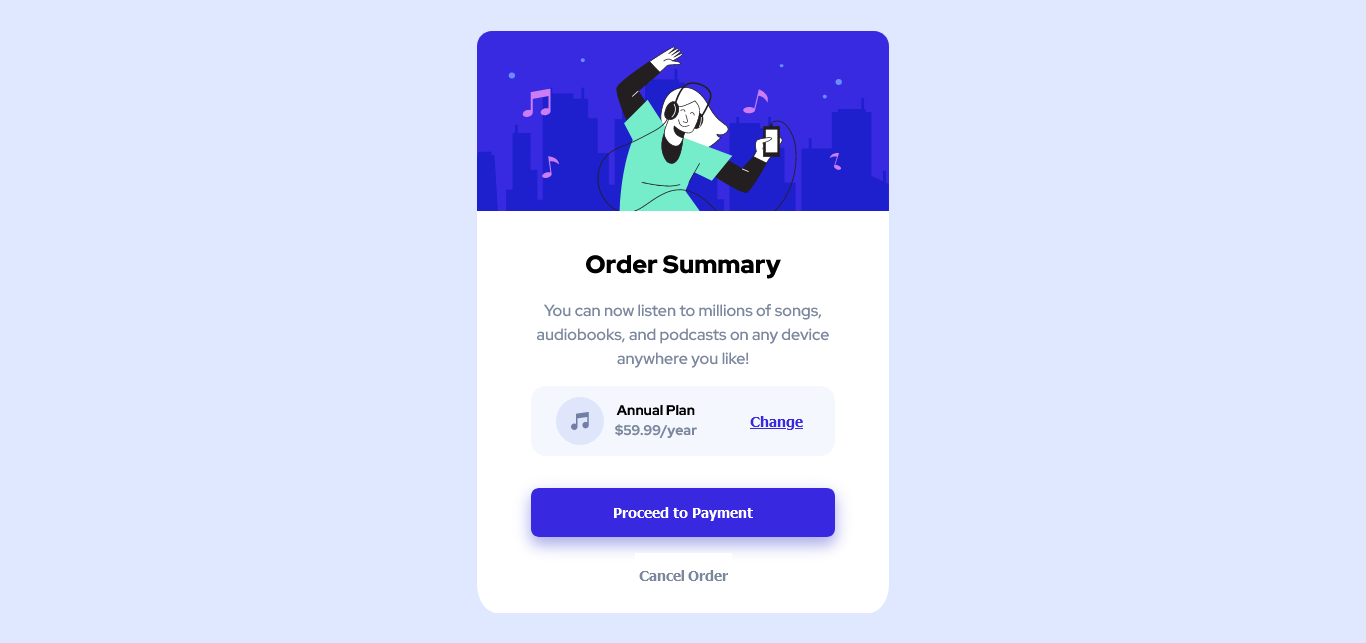 Order Summary
You can now listen to millions of songs,
audiobooks, and podcasts on any device
anywhere you like!
Annual Plan
$59.99/year
Change
Proceed to Payment
Cancel Order